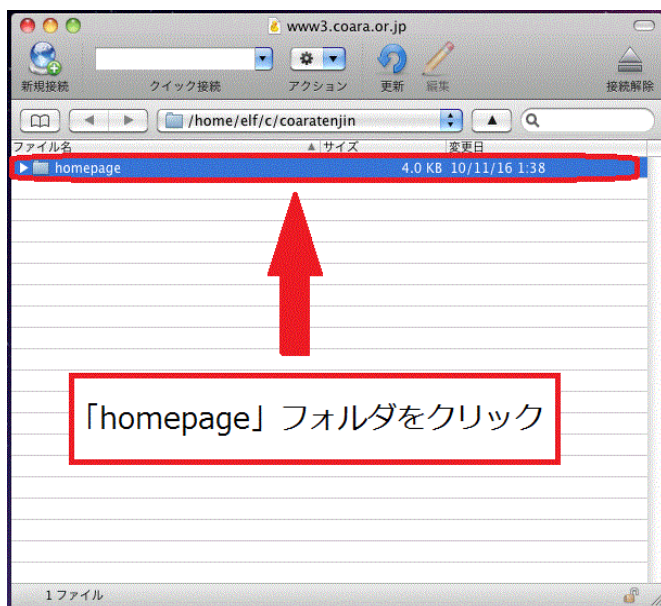 www3.coara.or.jp
新規接続 クイック接続 アクション 更新 編集 接続解除
/home/elf/c/coaratenjin
ファイル名 サイズ 変更日
homepage 4.0 KB 10/11/16 1:38
「homepage」フォルダをクリック
1ファイル